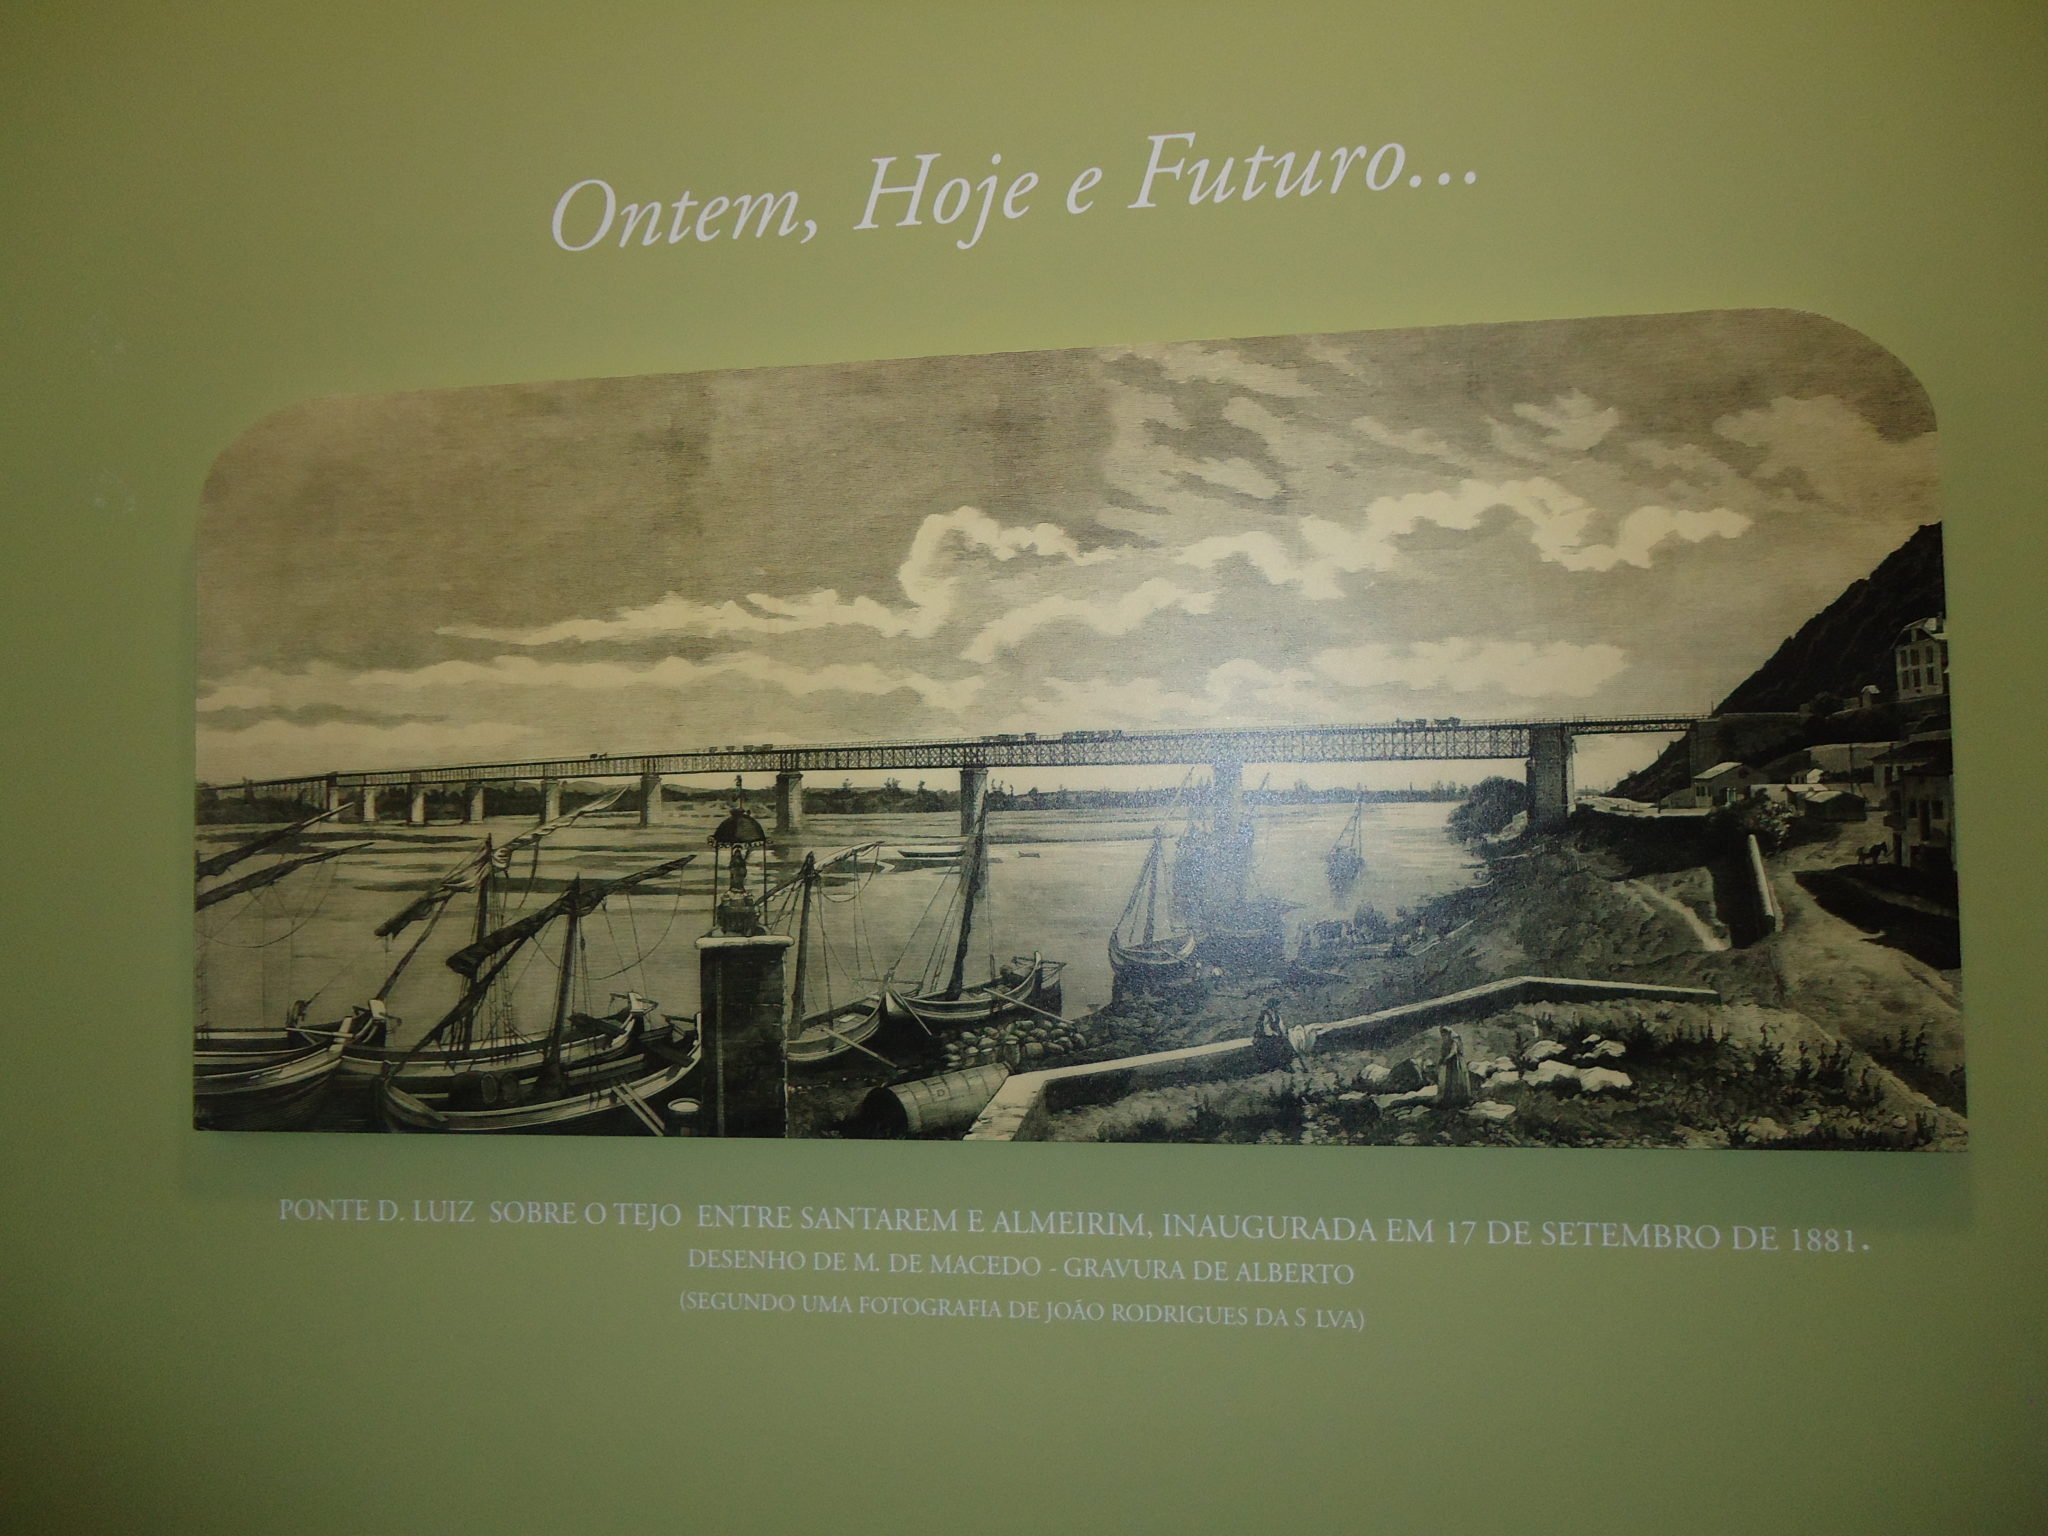 Ontem, Hoje e Futuro...
PONTE D. LUIZ SOBRE O TEJO ENTRE SANTAREM E ALMEIRIM, INAUGURADA EM 17 DE SETEMBRO DE 1881.
DESENHO DE M. DE MACEDO - GRAVURA DE ALBERTO
(SEGUNDO UMA FOTOGRAFIA DE JOÃO RODRIGUES DA S LVA)